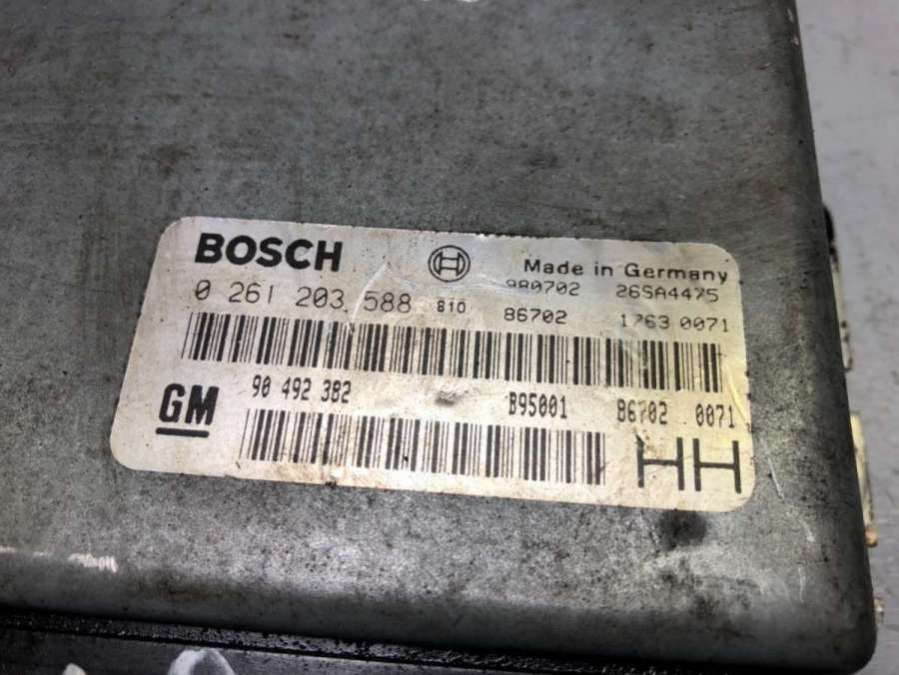 BOSCH Made in Germany
980702 26SA4475
0 261 203 588 810 86702 1763 0071
GM 90 492 382 B95001 B6702 0071
HH